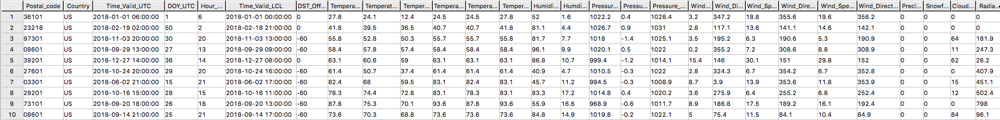 Postal_code Country Time_Valid_UTC DOY_UTC Hour_... Time_Valid_LCL DST_Off... Tempera... Temperat... Temper... Tempera... Tempera... Temper... Humidi... Humdi... Pressur... Pressu... Pressure_... Wind... Wind_Di... Wind_Sp... Wind_Dire... Wind_Spe... Wind_Direct... Preci... Snowf... Cloud... Radia...
1 36101 US 2018-01-01 06:00:00 1 6 2018-01-01 00:00:00 0 27.8 24.1 12.4 24.5 24.5 27.8 52 1.6 1022.2 0.4 1028.4 3.2 347.2 18.8 355.6 19.6 356.2 0 0 0 0
2 23218 US 2018-02-19 02:00:00 50 2 2018-02-18 21:00:00 0 41.8 39.5 36.5 40.7 40.7 41.8 81.1 4.4 1026.7 0.9 1031 2.8 117.1 13.6 141.1 14.6 142.1 0 0 0 0
3 97301 US 2018-11-03 20:00:00 30 20 2018-11-03 13:00:00 -60 55.8 52.8 50.3 55.7 55.7 55.8 81.7 7.7 1018 -1.4 1025.1 3.5 195.2 6.3 190.6 5.3 190.9 0 0 64 181.9
4 08601 US 2018-09-29 13:00:00 27 13 2018-09-29 09:00:00 -60 58.4 57.8 57.4 58.4 58.4 58.4 96.1 9.9 1020.1 0.5 1022 0.2 355.2 7.2 308.6 8.8 308.9 0 0 11 247.3
5 39201 US 2018-12-27 14:00:00 36 14 2018-12-27 08:00:00 0 63.1 60.6 59 63.1 63.1 63.1 86.8 10.7 999.4 -1.2 1014.1 15.4 146 30.1 151 29.8 152 0 0 62 26.2
6 27601 US 2018-10-24 20:00:00 29 20 2018-10-24 16:00:00 -60 61.4 50.7 37.4 61.4 61.4 61.4 40.9 4.7 1010.5 -0.3 1022 2.8 324.3 6.7 354.2 6.7 352.8 0 0 0 407.9
7 03301 US 2018-06-02 21:00:00 15 21 2018-06-02 17:00:00 -60 82.4 68 59.5 83.1 82.4 83.1 45.7 11.2 994.5 -0.3 1008.9 8.7 3.9 13.9 353.6 11.8 353.9 0 0 15 451.1
8 29201 US 2018-10-16 15:00:00 28 15 2018-10-16 11:00:00 -60 78.3 74.4 72.8 83.1 78.3 83.1 83.3 17.2 1014.8 0.4 1020.2 3.6 275.9 6.4 255.2 6.8 252.4 0 0 12 502.4
9 73101 US 2018-09-20 18:00:00 26 18 2018-09-20 13:00:00 -60 87.8 75.3 70.1 93.6 87.8 93.6 55.9 16.6 968.9 -0.6 1011.7 8.9 186.8 17.5 189.2 16.1 192.4 0 0 0 798
10 08601 US 2018-09-14 21:00:00 25 21 2018-09-14 17:00:00 -60 73.6 70.3 68.8 73.6 73.6 73.6 84.8 14.9 1019.8 -0.2 1022.1 5 75.4 11.5 84.1 10.4 84.9 0 0 84 96.1